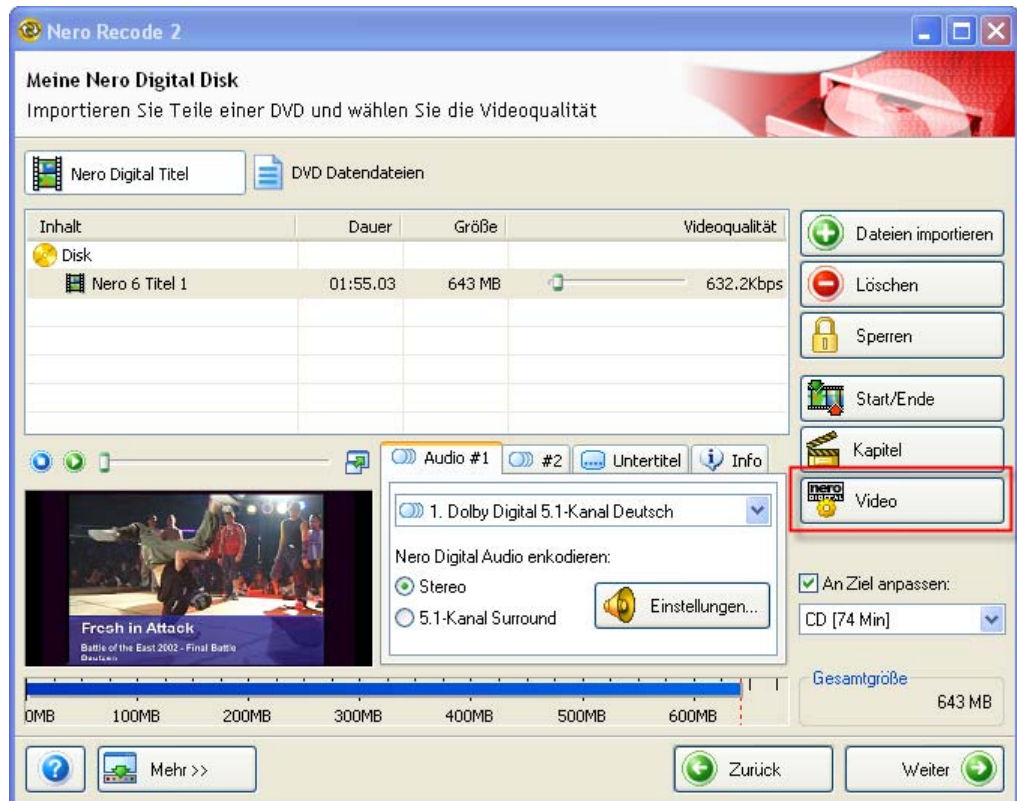 Nero Recode 2
Meine Nero Digital Disk
Importieren Sie Teile einer DVD und wählen Sie die Videoqualität
Nero Digital Titel
DVD Datendateien
Inhalt Dauer Größe Videoqualität
Disk
Nero 6 Titel 1 01:55.03 643 MB 632.2Kbps
Dateien importieren
Löschen
Sperren
Start/Ende
Kapitel
nero DIGITAL Video
Audio #1 #2 Untertitel Info
1. Dolby Digital 5.1-Kanal Deutsch
Nero Digital Audio enkodieren:
Stereo
5.1-Kanal Surround
Einstellungen...
Fresh in Attack
Battle of the East 2002 - Final Battle
An Ziel anpassen:
CD [74 Min]
Gesamtgröße
643 MB
0MB 100MB 200MB 300MB 400MB 500MB 600MB
Mehr >>
Zurück
Weiter